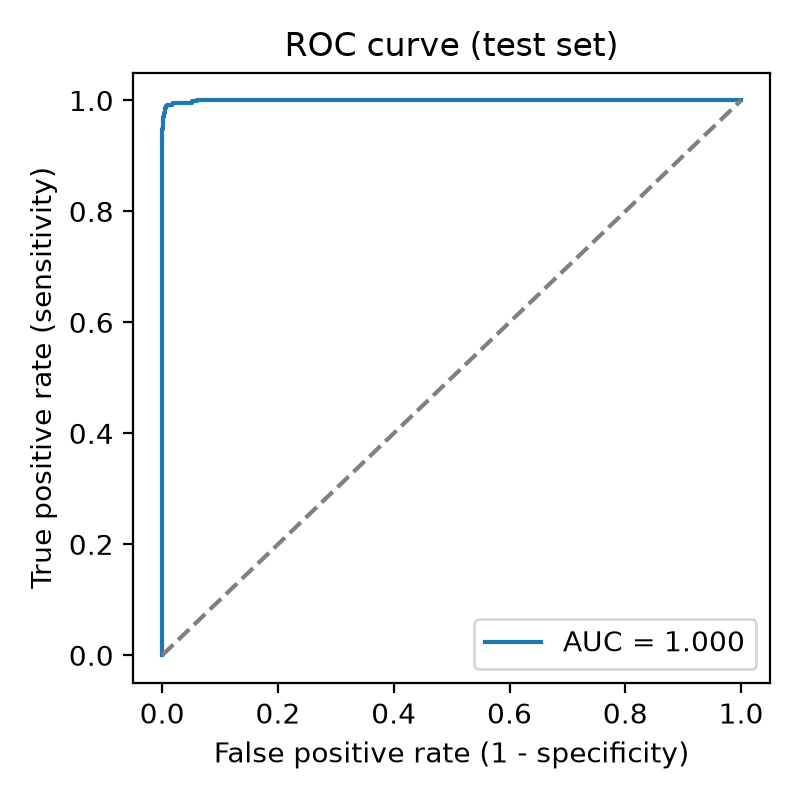 ROC curve (test set)
True positive rate (sensitivity)
1.0
0.8
0.6
0.4
0.2
0.0
AUC = 1.000
0.0 0.2 0.4 0.6 0.8 1.0
False positive rate (1 - specificity)